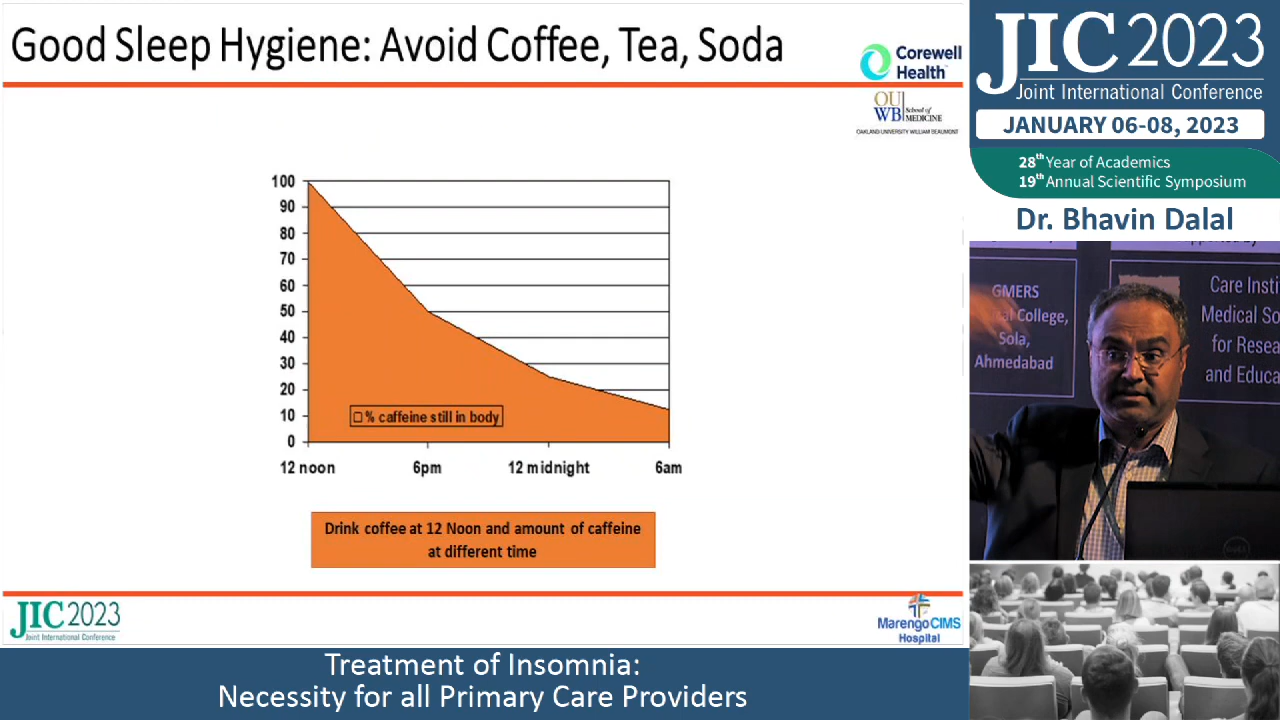 Good Sleep Hygiene: Avoid Coffee, Tea, Soda
Corewell
Health™
OU
WB
School of
MEDICINE
OAKLAND UNIVERSITY WILLIAM BEAUMONT
100
90
80
70
60
50
40
30
20
10
0
% caffeine still in body
12 noon
6pm
12 midnight
6am
Drink coffee at 12 Noon and amount of caffeine
at different time
JIC 2023
Joint International Conference
Marengo CIMS
Hospital
Treatment of Insomnia:
Necessity for all Primary Care Providers
JIC 2023
Joint International Conference
JANUARY 06-08, 2023
28th Year of Academics
19th Annual Scientific Symposium
Dr. Bhavin Dalal
GMERS
College,
Sola,
Ahmedabad
Care Insti
Medical So
for Resea
and Educa